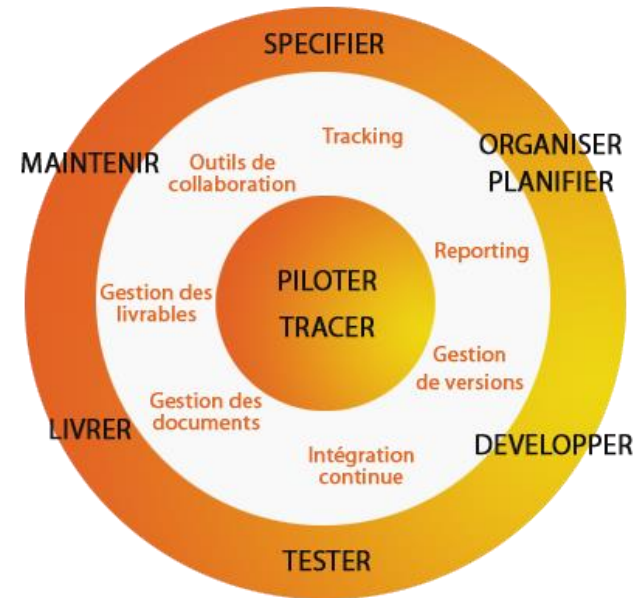 SPECIFIER
Tracking
ORGANISER
PLANIFIER
MAINTENIR
Outils de
collaboration
Reporting
PILOTER
TRACER
Gestion des
livrables
Gestion
de versions
Gestion des
documents
LIVRER
DEVELOPPER
Intégration
continue
TESTER